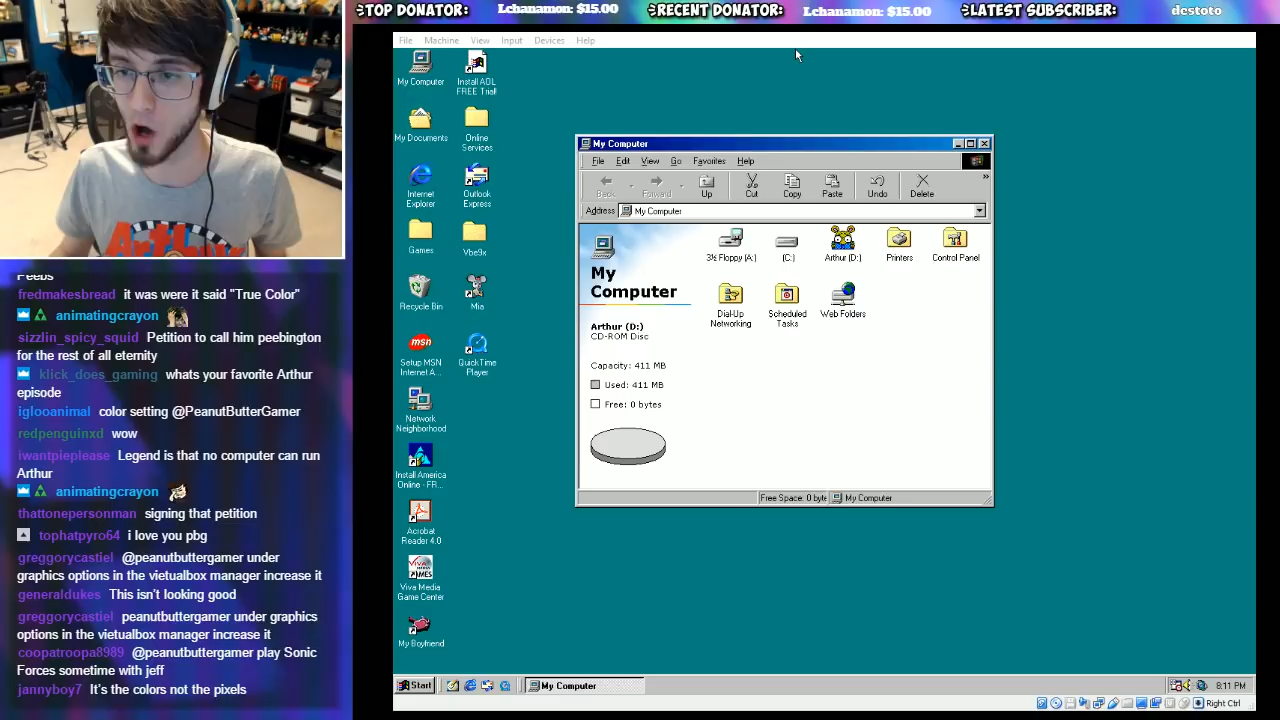 TOP DONATOR: Lchanamon: $15.00 RECENT DONATOR: Lchanamon: $15.00 LATEST SUBSCRIBER: destoto
File Machine View Input Devices Help
My Computer
Install AOL
FREE Trial!
My Documents
Online
Services
Internet
Explorer
Outlook
Express
Games
Vbe9x
Recycle Bin
Mia
Setup MSN
Internet A...
QuickTime
Player
Network
Neighborhood
Install America
Online - FR...
Acrobat
Reader 4.0
Viva Media
Game Center
My Boyfriend
My Computer
File Edit View Go Favorites Help
Back Forward Up Cut Copy Paste Undo Delete
Address My Computer
My
Computer
Arthur (D:)
CD-ROM Disc
Capacity: 411 MB
Used: 411 MB
Free: 0 bytes
3½ Floppy (A:) (C:) Arthur (D:) Printers Control Panel
Dial-Up
Networking
Scheduled
Tasks
Web Folders
Free Space: 0 byte My Computer
Start My Computer 8:11 PM
Right Ctrl
Peebs
fredmakesbread it was were it said "True Color"
animatingcrayon
sizzlin_spicy_squid Petition to call him peebington
for the rest of all eternity
klick_does_gaming whats your favorite Arthur
episode
iglooanimal color setting @PeanutButterGamer
redpenguinxd wow
iwantpieplease Legend is that no computer can run
Arthur
animatingcrayon
thattonepersonman signing that petition
tophatpyro64 i love you pbg
greggorycastiel @peanutbuttergamer under
graphics options in the vietualbox manager increase it
generaldukes This isn't looking good
greggorycastiel peanutbuttergamer under graphics
options in the vietualbox manager increase it
coopatroopa8989 @peanutbuttergamer play Sonic
Forces sometime with jeff
jannyboy7 It's the colors not the pixels